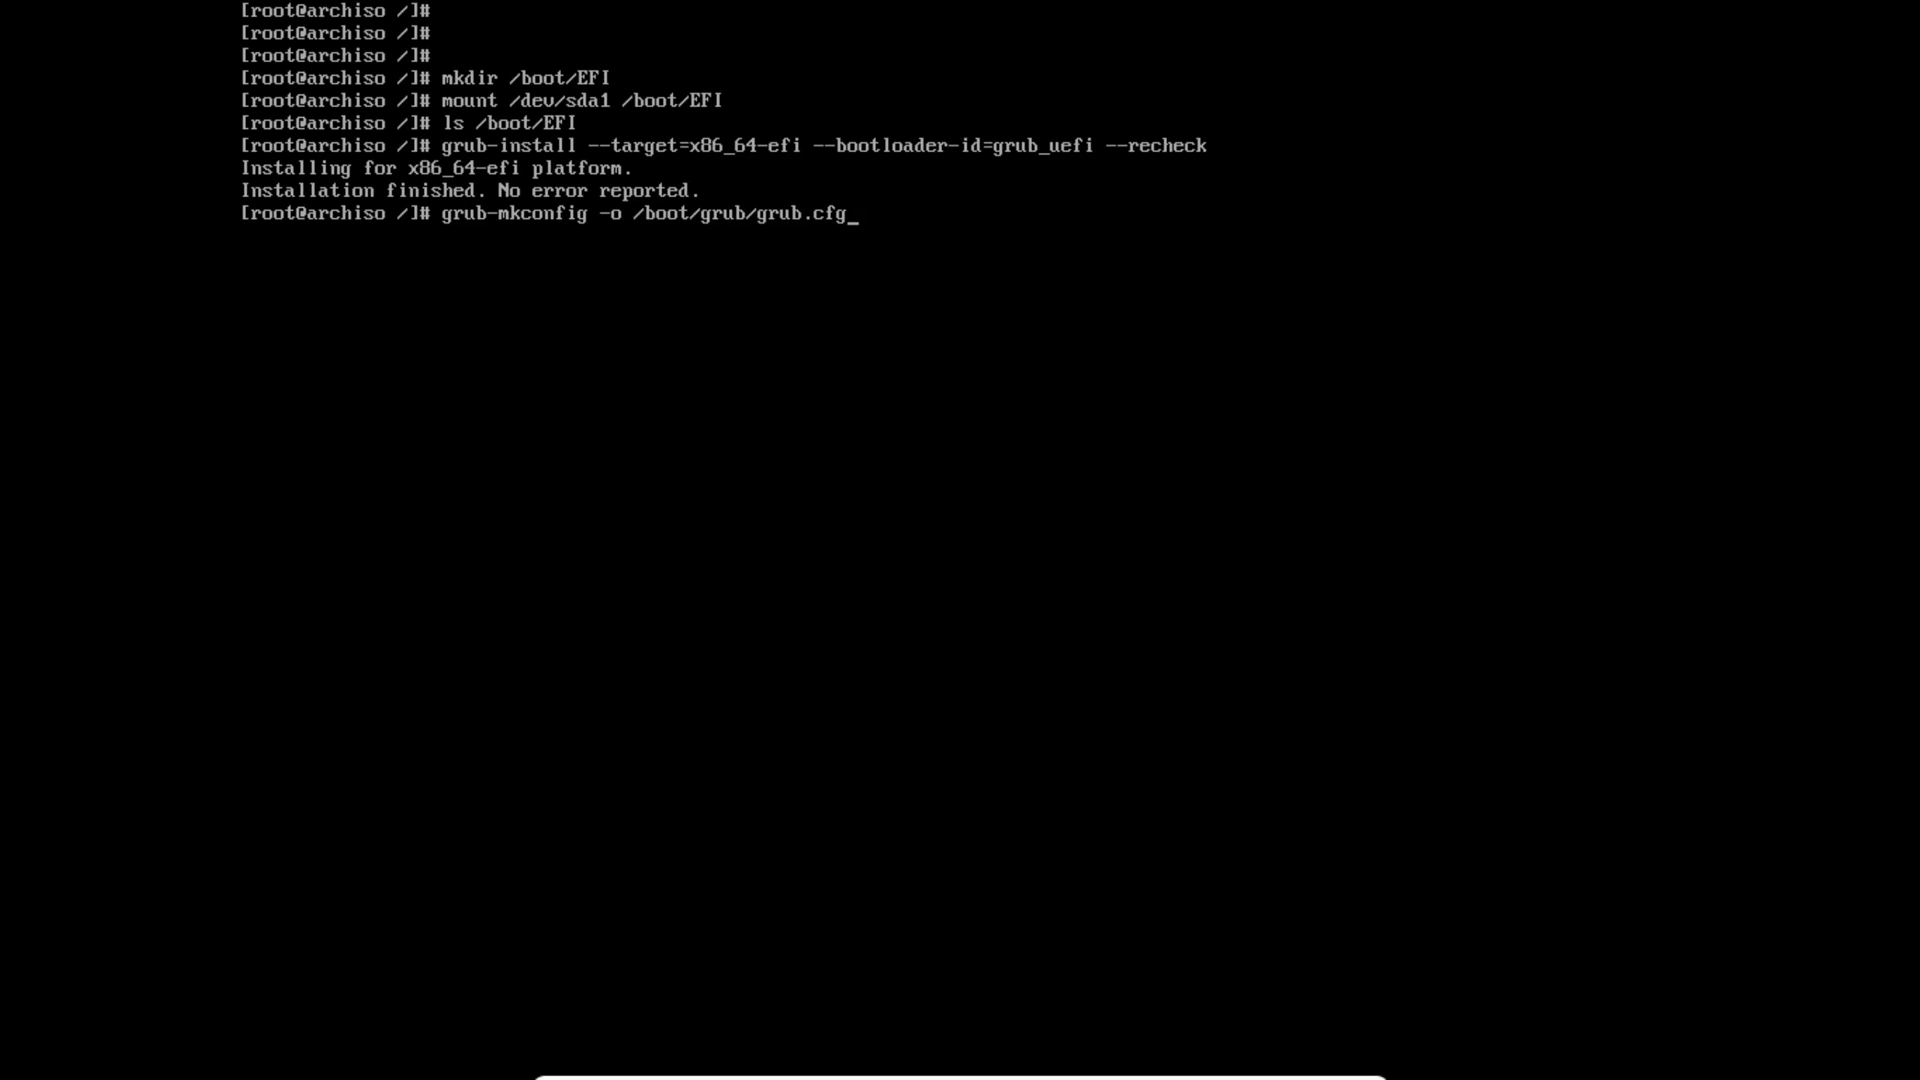 [root@archiso /]#
[root@archiso /]#
[root@archiso /]#
[root@archiso /]# mkdir /boot/EFI
[root@archiso /]# mount /dev/sda1 /boot/EFI
[root@archiso /]# ls /boot/EFI
[root@archiso /]# grub-install --target=x86_64-efi --bootloader-id=grub_uefi --recheck
Installing for x86_64-efi platform.
Installation finished. No error reported.
[root@archiso /]# grub-mkconfig -o /boot/grub/grub.cfg_